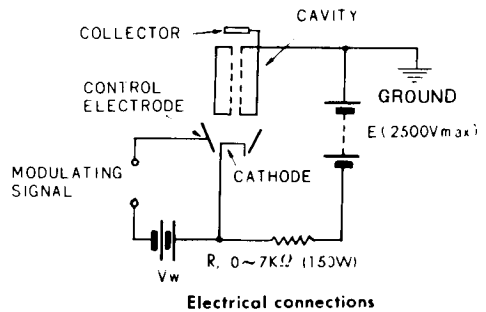 CAVITY
COLLECTOR
CONTROL
ELECTRODE
GROUND
E (2500Vmax)
MODULATING
SIGNAL
CATHODE
Vw
R, 0~7KΩ (150W)
Electrical connections